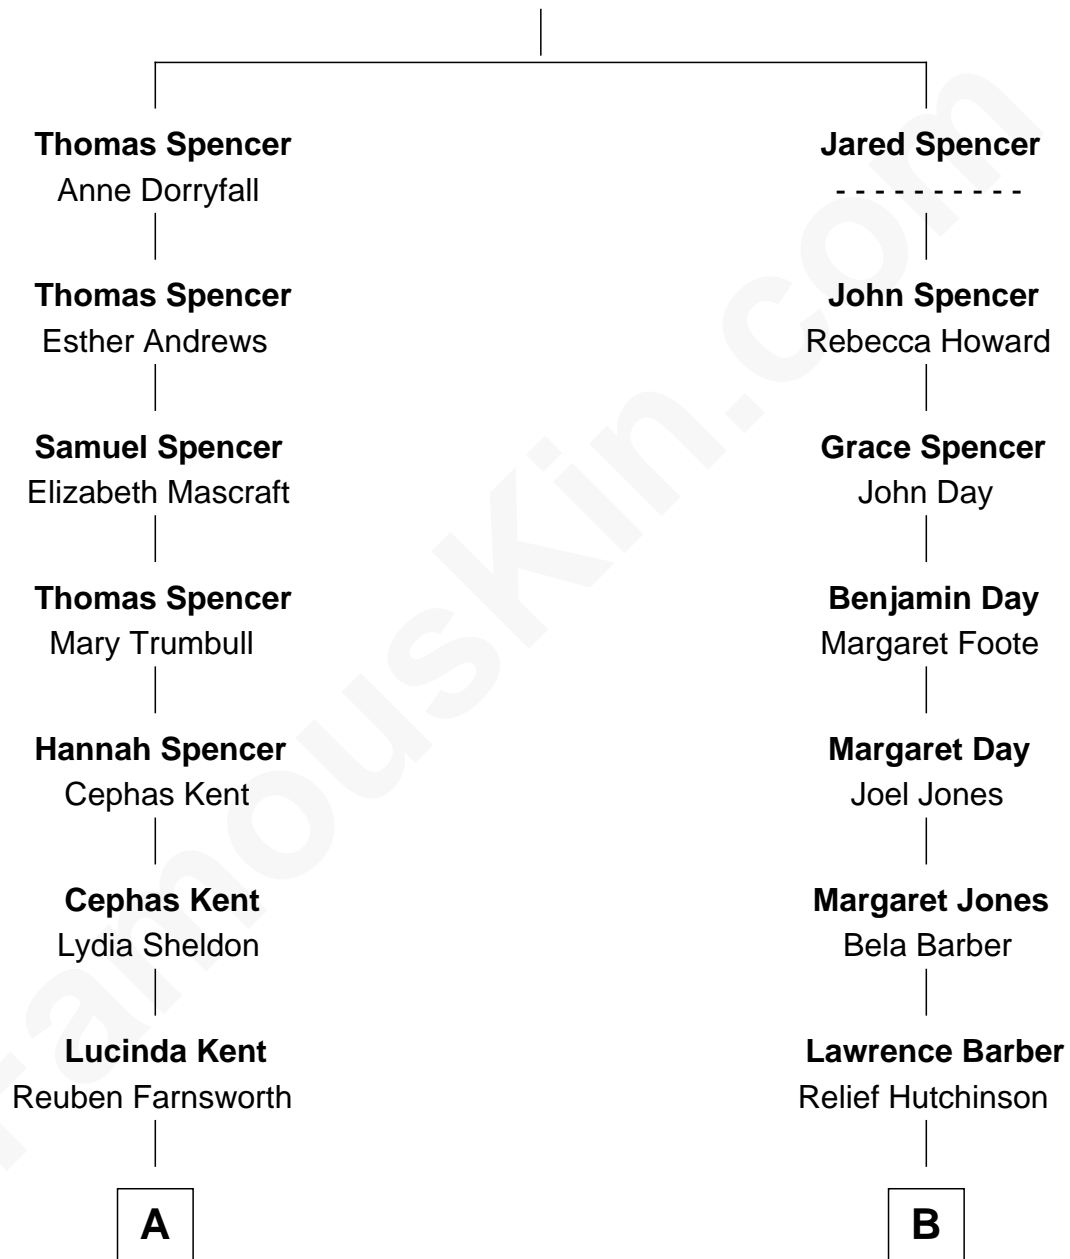 Thomas Spencer
Anne Dorryfall
Thomas Spencer
Esther Andrews
Samuel Spencer
Elizabeth Mascraft
Thomas Spencer
Mary Trumbull
Hannah Spencer
Cephas Kent
Cephas Kent
Lydia Sheldon
Lucinda Kent
Reuben Farnsworth
A
Jared Spencer
- - - - - - - - - -
John Spencer
Rebecca Howard
Grace Spencer
John Day
Benjamin Day
Margaret Foote
Margaret Day
Joel Jones
Margaret Jones
Bela Barber
Lawrence Barber
Relief Hutchinson
B
FamousKin.com